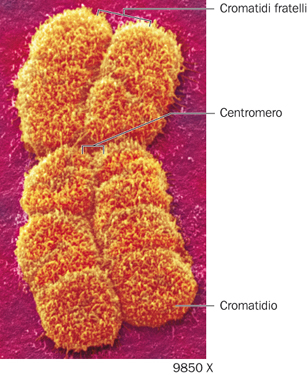 Cromatidi fratelli
Centromero
Cromatidio
9850 X